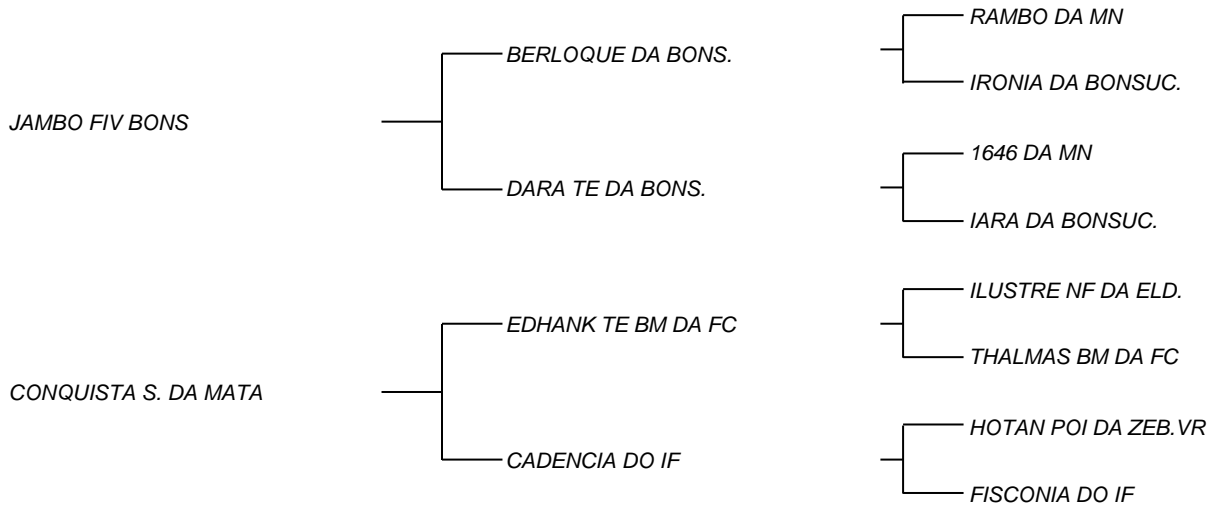 RAMBO DA MN
BERLOQUE DA BONS.
IRONIA DA BONSUC.
JAMBO FIV BONS
1646 DA MN
DARA TE DA BONS.
IARA DA BONSUC.
ILUSTRE NF DA ELD.
EDHANK TE BM DA FC
THALMAS BM DA FC
CONQUISTA S. DA MATA
HOTAN POI DA ZEB.VR
CADENCIA DO IF
FISCONIA DO IF